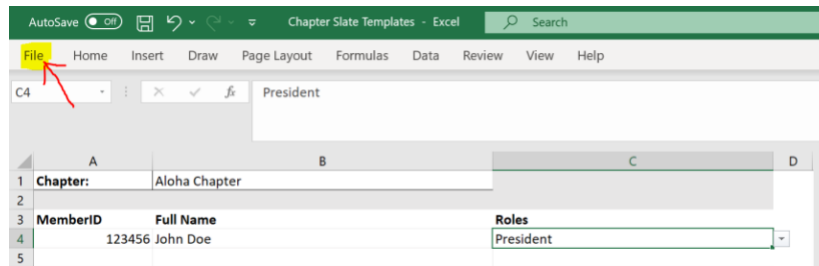 AutoSave Off Chapter Slate Templates - Excel Search
File Home Insert Draw Page Layout Formulas Data Review View Help
C4 fx President
A B C D
1 Chapter: Aloha Chapter
2
3 MemberID Full Name Roles
4 123456 John Doe President
5